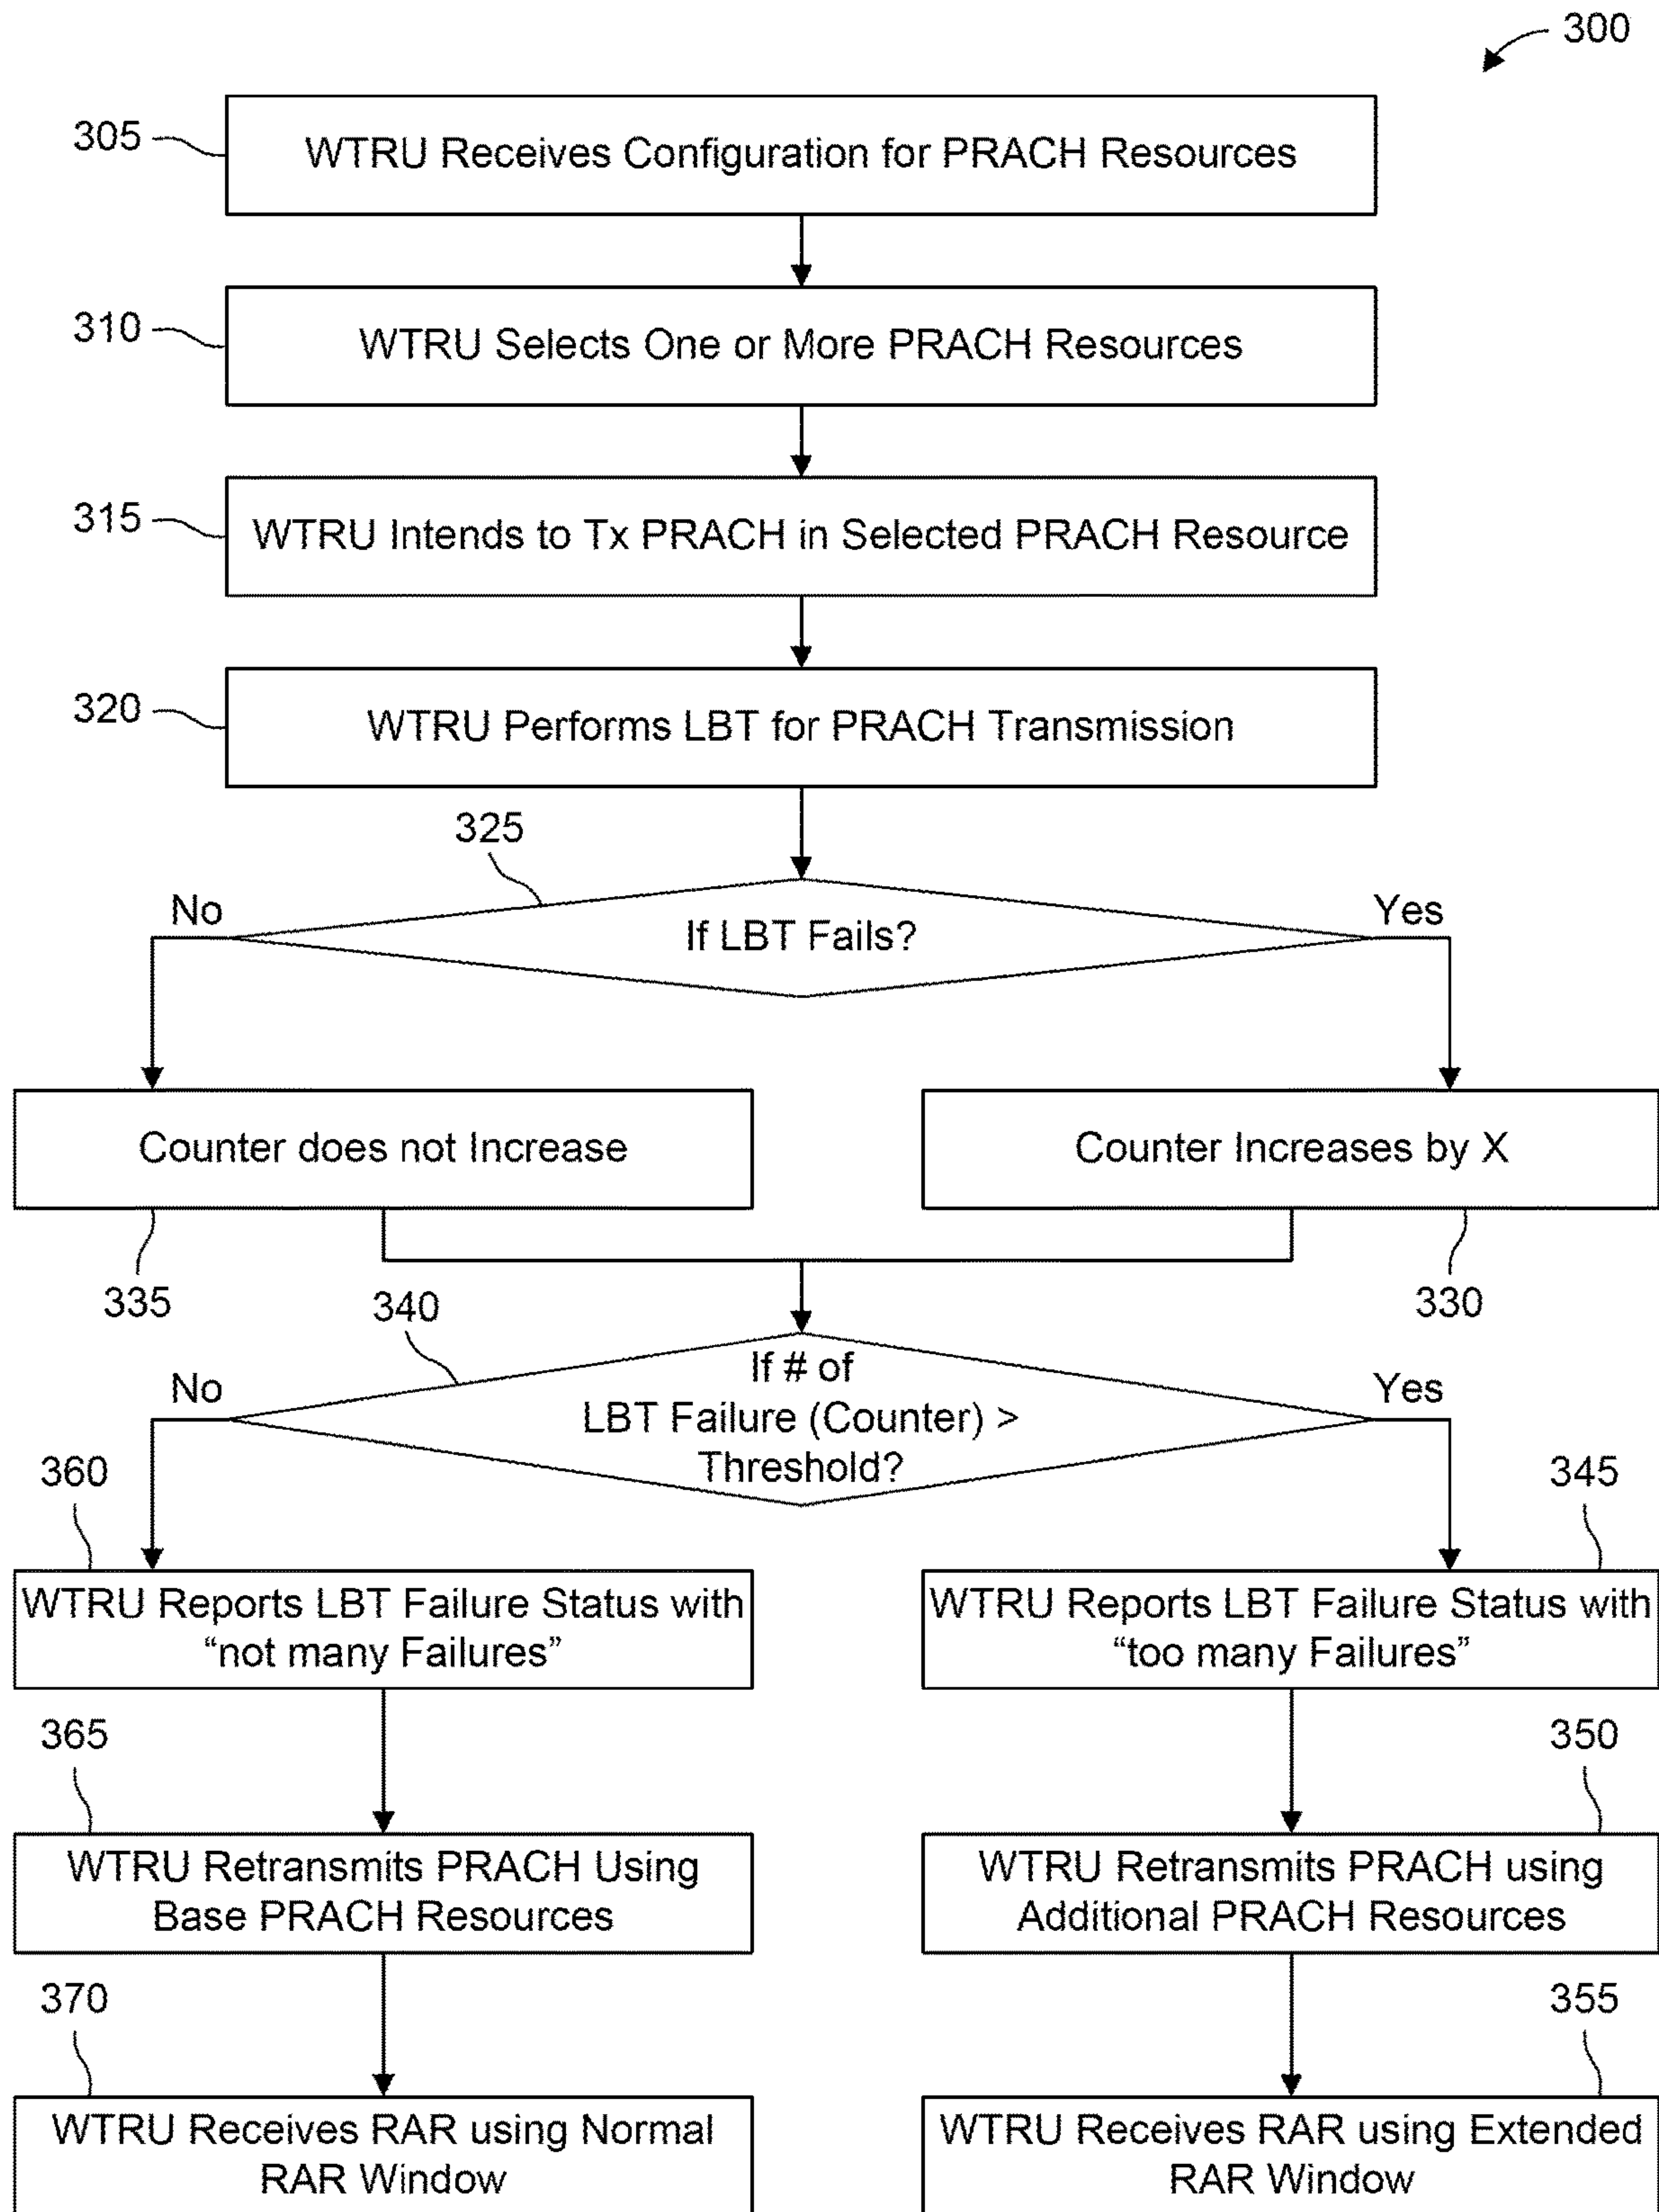 300
305
WTRU Receives Configuration for PRACH Resources
310
WTRU Selects One or More PRACH Resources
315
WTRU Intends to Tx PRACH in Selected PRACH Resource
320
WTRU Performs LBT for PRACH Transmission
325
No
If LBT Fails?
Yes
Counter does not Increase
Counter Increases by X
335
330
340
No
If # of
LBT Failure (Counter) >
Threshold?
Yes
360
345
WTRU Reports LBT Failure Status with
“not many Failures”
WTRU Reports LBT Failure Status with
“too many Failures”
365
350
WTRU Retransmits PRACH Using
Base PRACH Resources
WTRU Retransmits PRACH using
Additional PRACH Resources
370
355
WTRU Receives RAR using Normal
RAR Window
WTRU Receives RAR using Extended
RAR Window